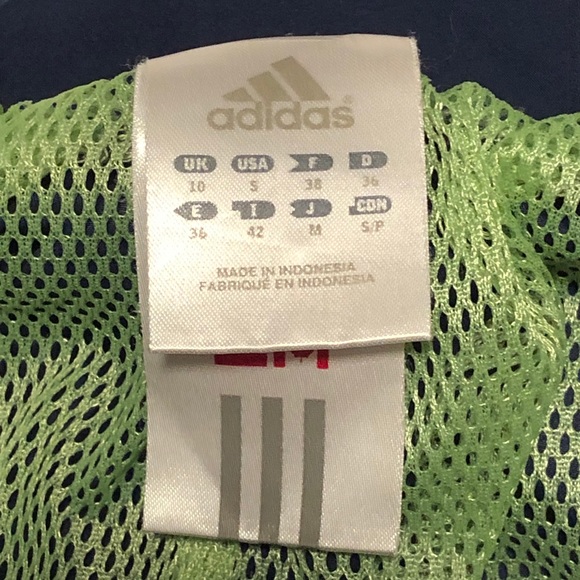 adidas
UK USA F D
10 S 38 36
E I J CDN
36 42 M S/P
MADE IN INDONESIA
FABRIQUÉ EN INDONESIA